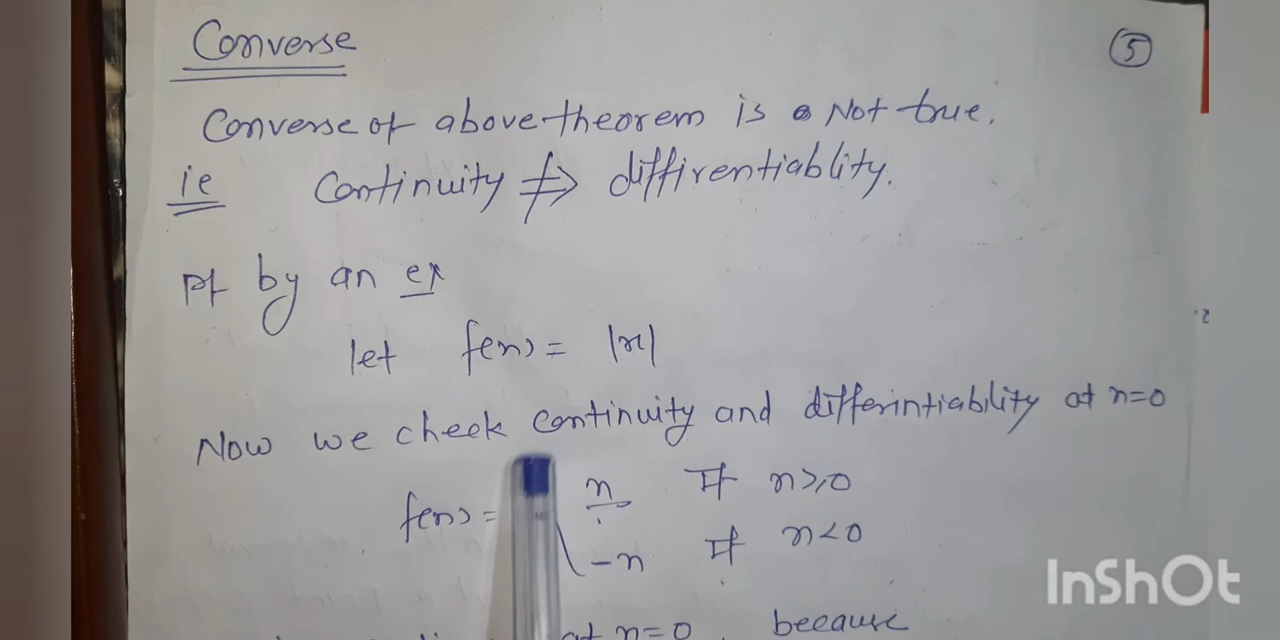 Converse
5
Converse of above theorem is Not true.
ie Continuity ⇏ diffirentiablity.
Pf by an ex
let f(x) = |x|
Now we check continuity and differintiability at x=0
f(x) = x If x≥0
-x If x<0
at x=0 because
InShOt